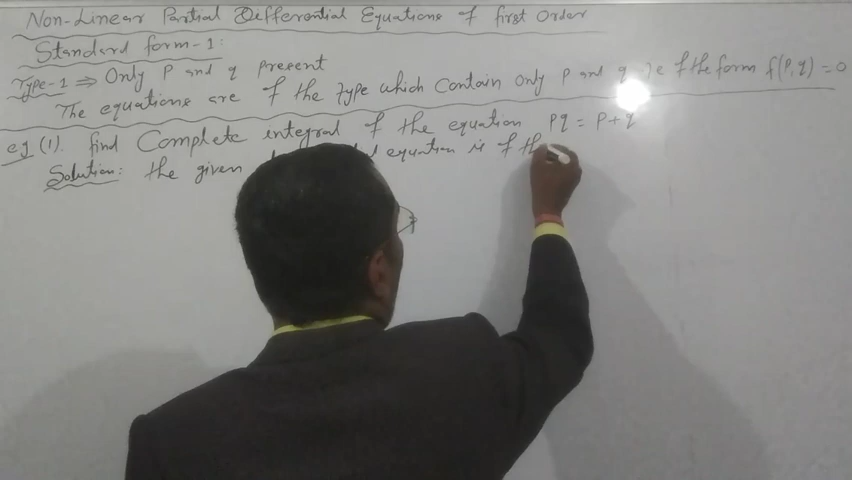 Non-Linear Partial Differential Equations of first Order
Standard form-1:
Type-1 ⇒ Only P and q present
The equations are of the type which contain only p and q ie of the form f(P,q)=0
eg (1). find Complete integral of the equation Pq = P+q
Solution: the given equation is of th